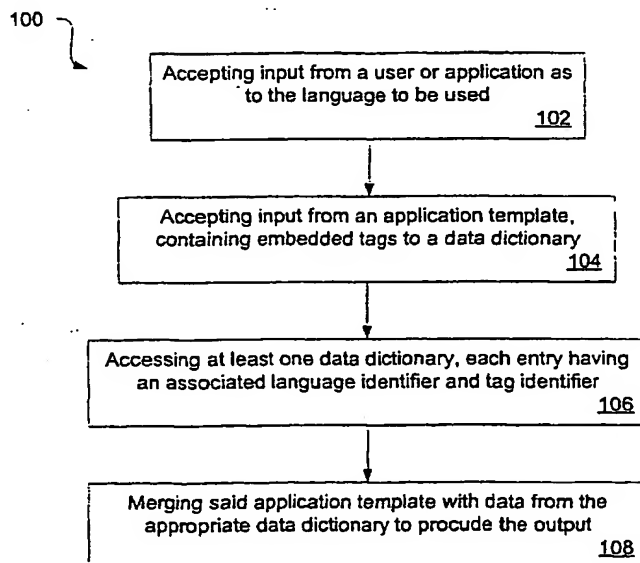 100
Accepting input from a user or application as
to the language to be used
102
Accepting input from an application template,
containing embedded tags to a data dictionary
104
Accessing at least one data dictionary, each entry having
an associated language identifier and tag identifier
106
Merging said application template with data from the
appropriate data dictionary to procude the output
108